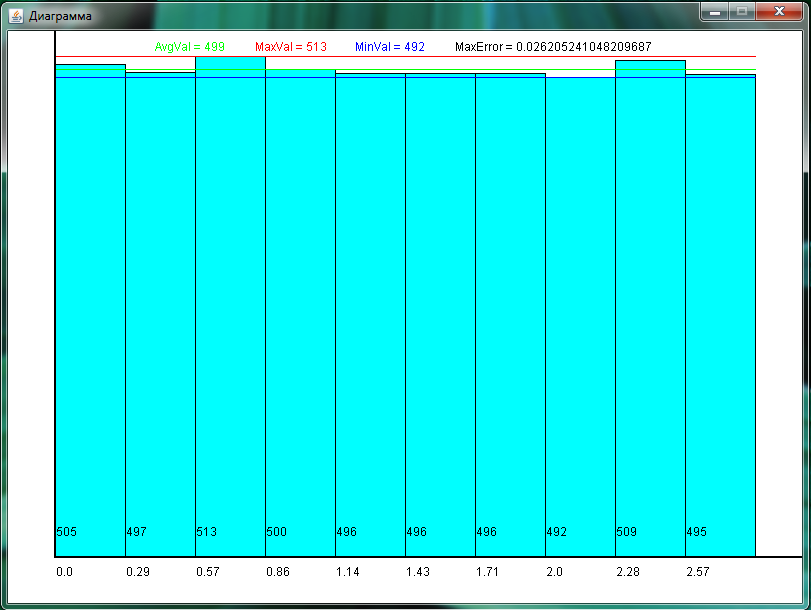 Диаграмма
AvgVal = 499 MaxVal = 513 MinVal = 492 MaxError = 0.026205241048209687
505 497 513 500 496 496 496 492 509 495
0.0 0.29 0.57 0.86 1.14 1.43 1.71 2.0 2.28 2.57